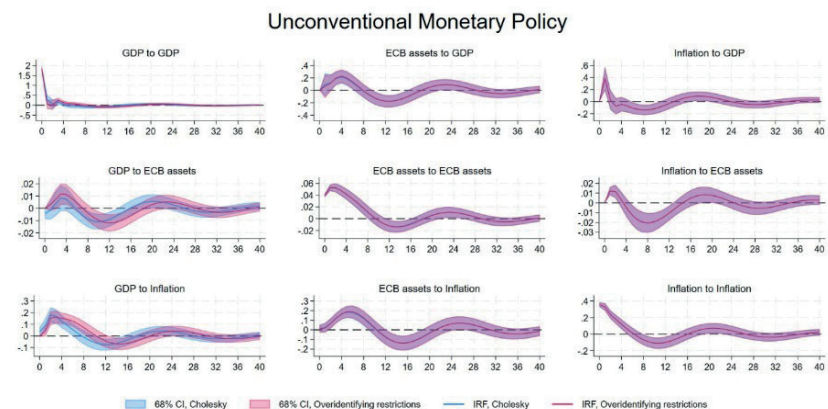 Unconventional Monetary Policy
GDP to GDP
2
1.5
1
.5
0
-.5
0 4 8 12 16 20 24 28 32 36 40
ECB assets to GDP
.4
.2
0
-.2
-.4
0 4 8 12 16 20 24 28 32 36 40
Inflation to GDP
.6
.4
.2
0
-.2
0 4 8 12 16 20 24 28 32 36 40
GDP to ECB assets
.02
.01
0
-.01
-.02
0 4 8 12 16 20 24 28 32 36 40
ECB assets to ECB assets
.06
.04
.02
0
-.02
0 4 8 12 16 20 24 28 32 36 40
Inflation to ECB assets
.02
.01
0
-.01
-.02
-.03
0 4 8 12 16 20 24 28 32 36 40
GDP to Inflation
.3
.2
.1
0
-.1
0 4 8 12 16 20 24 28 32 36 40
ECB assets to Inflation
.3
.2
.1
0
-.1
-.2
0 4 8 12 16 20 24 28 32 36 40
Inflation to Inflation
.4
.2
0
-.2
0 4 8 12 16 20 24 28 32 36 40
68% CI, Cholesky 68% CI, Overidentifying restrictions IRF, Cholesky IRF, Overidentifying restrictions